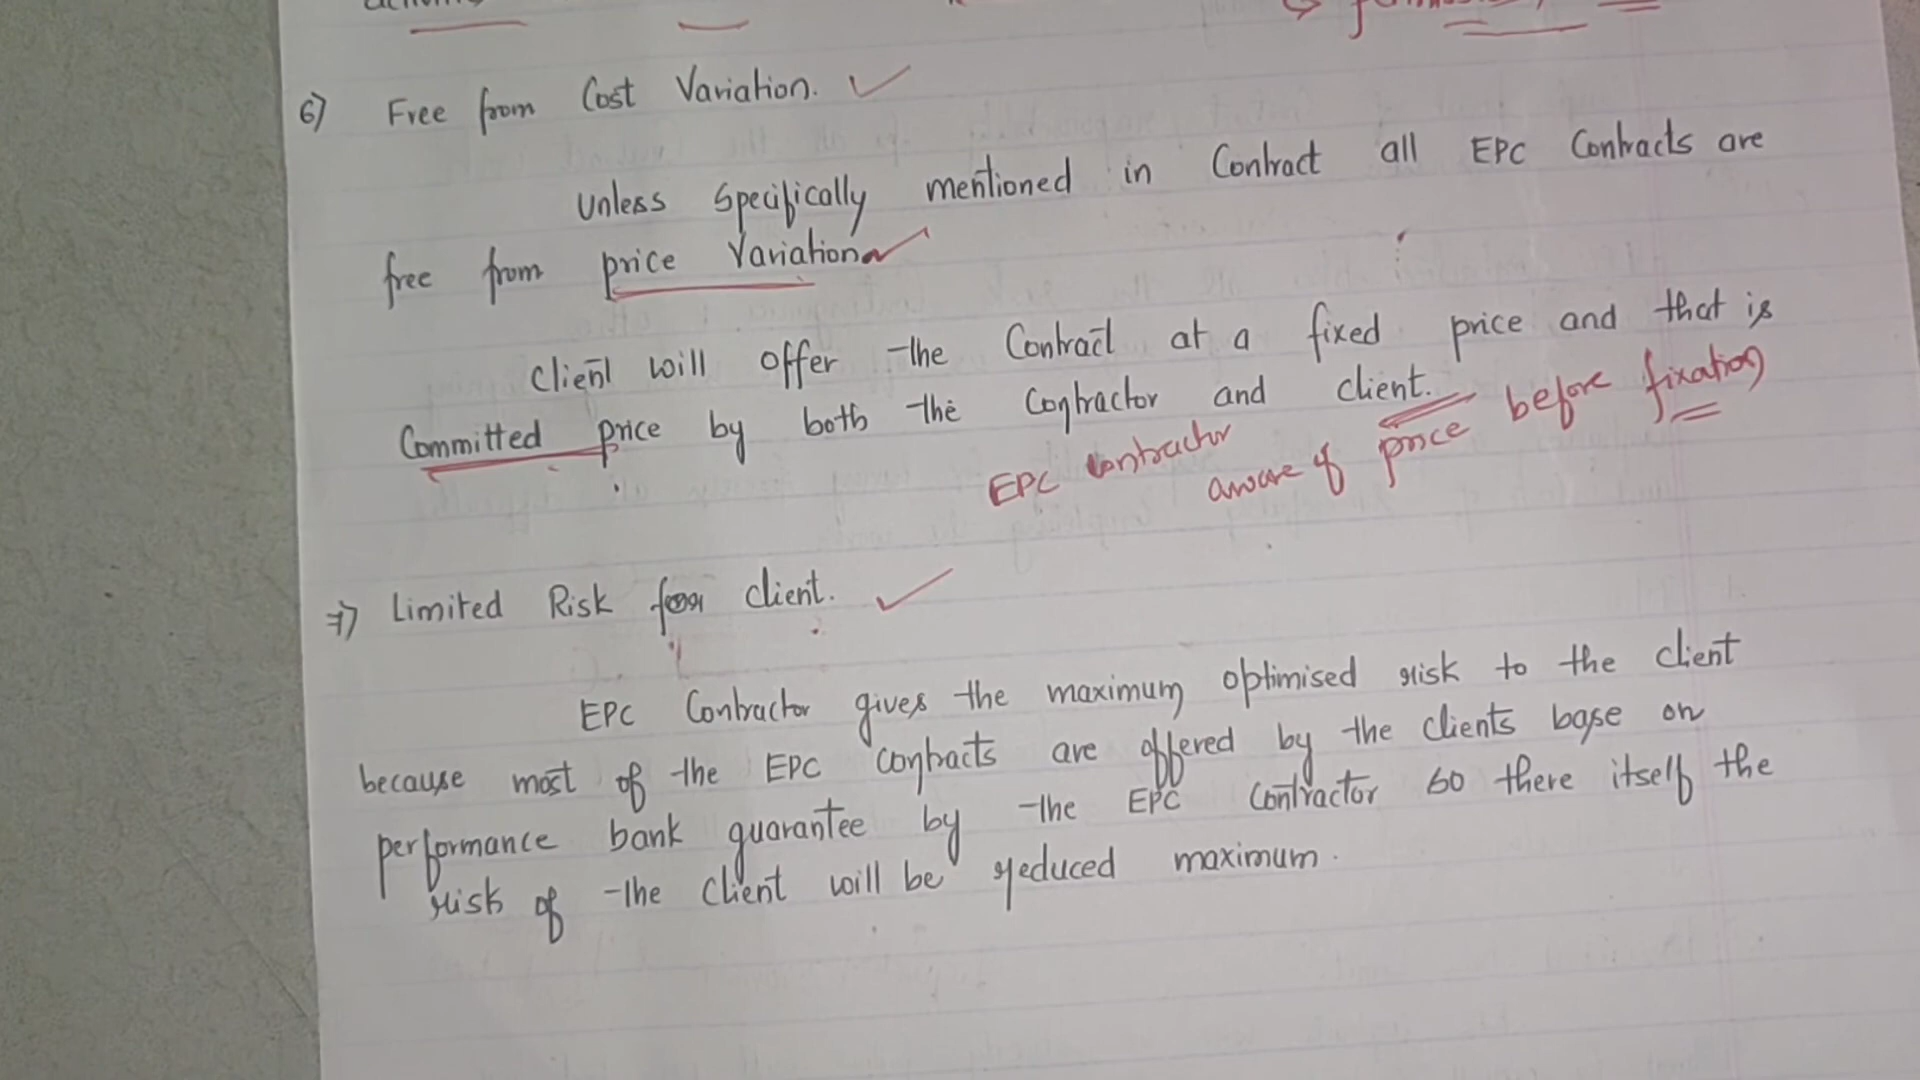 6) Free from Cost Variation.
Unless Specifically mentioned in Contract all EPC Contracts are
free from price Variation
Client will offer the Contract at a fixed price and that is
Committed price by both the Contractor and client.
EPC contractor aware of price before fixation
7) Limited Risk for client.
EPC Contractor gives the maximum optimised risk to the client
because most of the EPC contracts are offered by the clients base on
performance bank guarantee by the EPC Contractor so there itself the
risk of the Client will be reduced maximum.